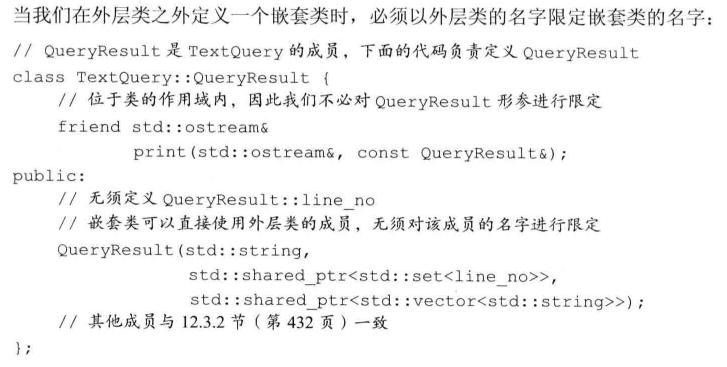 当我们在外层类之外定义一个嵌套类时，必须以外层类的名字限定嵌套类的名字：
// QueryResult 是 TextQuery 的成员，下面的代码负责定义 QueryResult
class TextQuery::QueryResult {
// 位于类的作用域内，因此我们不必对 QueryResult 形参进行限定
friend std::ostream&
print(std::ostream&, const QueryResult&);
public:
// 无须定义 QueryResult::line_no
// 嵌套类可以直接使用外层类的成员，无须对该成员的名字进行限定
QueryResult(std::string,
std::shared_ptr<std::set<line_no>>,
std::shared_ptr<std::vector<std::string>>);
// 其他成员与 12.3.2 节（第 432 页）一致
};